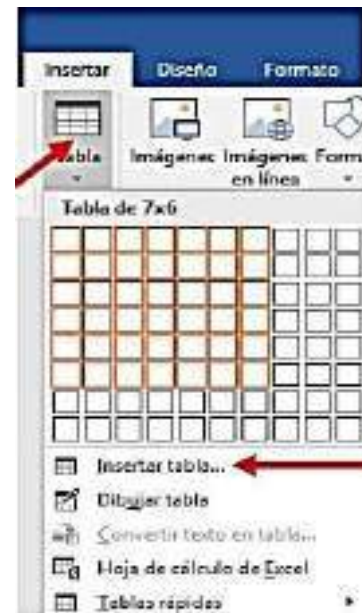 Insertar Diseño Formato
Tabla Imágenes Imágenes Form
en línea
Tabla de 7x6
Insertar tabla...
Dibujar tabla
Convertir texto en tabla...
Hoja de cálculo de Excel
Tablas rápidas